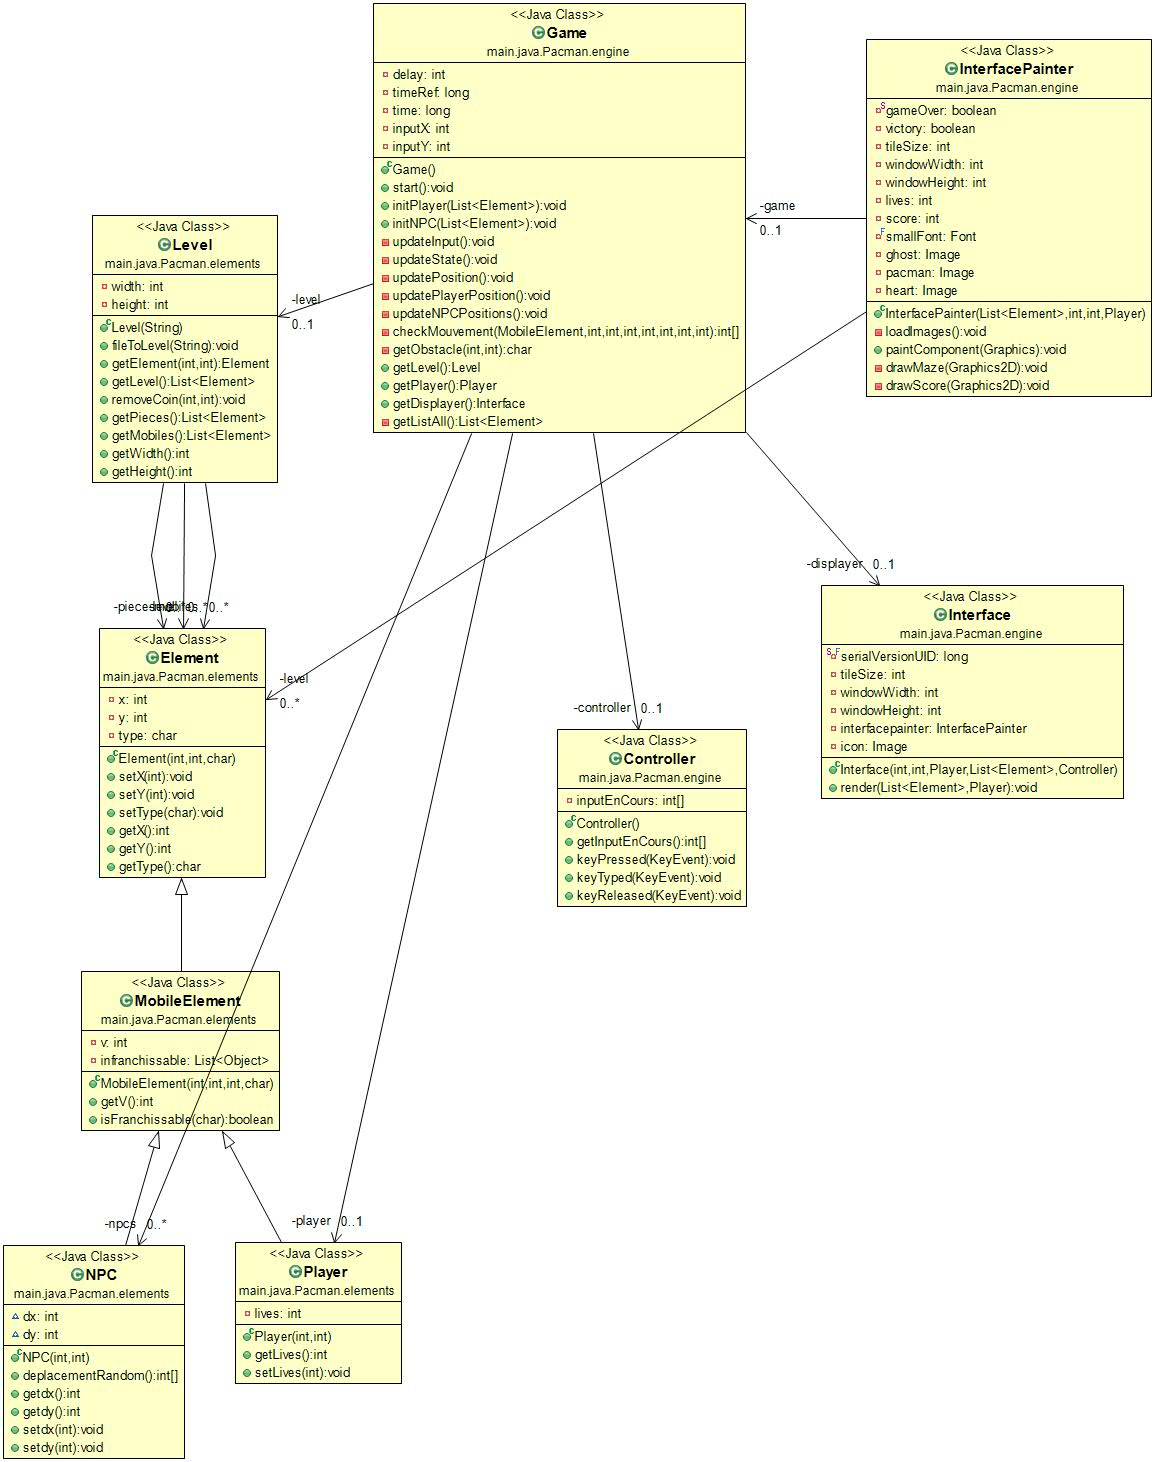 <<Java Class>>
Game
main.java.Pacman.engine
delay: int
timeRef: long
time: long
inputX: int
inputY: int
Game()
start():void
initPlayer(List<Element>):void
initNPC(List<Element>):void
updateInput():void
updateState():void
updatePosition():void
updatePlayerPosition():void
updateNPCPositions():void
checkMouvement(MobileElement,int,int,int,int,int,int,int):int[]
getObstacle(int,int):char
getLevel():Level
getPlayer():Player
getDisplayer():Interface
getListAll():List<Element>
<<Java Class>>
InterfacePainter
main.java.Pacman.engine
gameOver: boolean
victory: boolean
tileSize: int
windowWidth: int
windowHeight: int
lives: int
score: int
smallFont: Font
ghost: Image
pacman: Image
heart: Image
InterfacePainter(List<Element>,int,int,Player)
loadImages():void
paintComponent(Graphics):void
drawMaze(Graphics2D):void
drawScore(Graphics2D):void
-game
0..1
<<Java Class>>
Level
main.java.Pacman.elements
width: int
height: int
Level(String)
fileToLevel(String):void
getElement(int,int):Element
getLevel():List<Element>
removeCoin(int,int):void
getPieces():List<Element>
getMobiles():List<Element>
getWidth():int
getHeight():int
-level
0..1
-pieces
0..*
0..*
<<Java Class>>
Element
main.java.Pacman.elements
x: int
y: int
type: char
Element(int,int,char)
setX(int):void
setY(int):void
setType(char):void
getX():int
getY():int
getType():char
-level
0..*
-displayer 0..1
<<Java Class>>
Interface
main.java.Pacman.engine
serialVersionUID: long
tileSize: int
windowWidth: int
windowHeight: int
interfacepainter: InterfacePainter
icon: Image
Interface(int,int,Player,List<Element>,Controller)
render(List<Element>,Player):void
-controller 0..1
<<Java Class>>
Controller
main.java.Pacman.engine
inputEnCours: int[]
Controller()
getInputEnCours():int[]
keyPressed(KeyEvent):void
keyTyped(KeyEvent):void
keyReleased(KeyEvent):void
<<Java Class>>
MobileElement
main.java.Pacman.elements
v: int
infranchissable: List<Object>
MobileElement(int,int,int,char)
getV():int
isFranchissable(char):boolean
-npcs 0..*
<<Java Class>>
NPC
main.java.Pacman.elements
dx: int
dy: int
NPC(int,int)
deplacementRandom():int[]
getdx():int
getdy():int
setdx(int):void
setdy(int):void
-player 0..1
<<Java Class>>
Player
main.java.Pacman.elements
lives: int
Player(int,int)
getLives():int
setLives(int):void